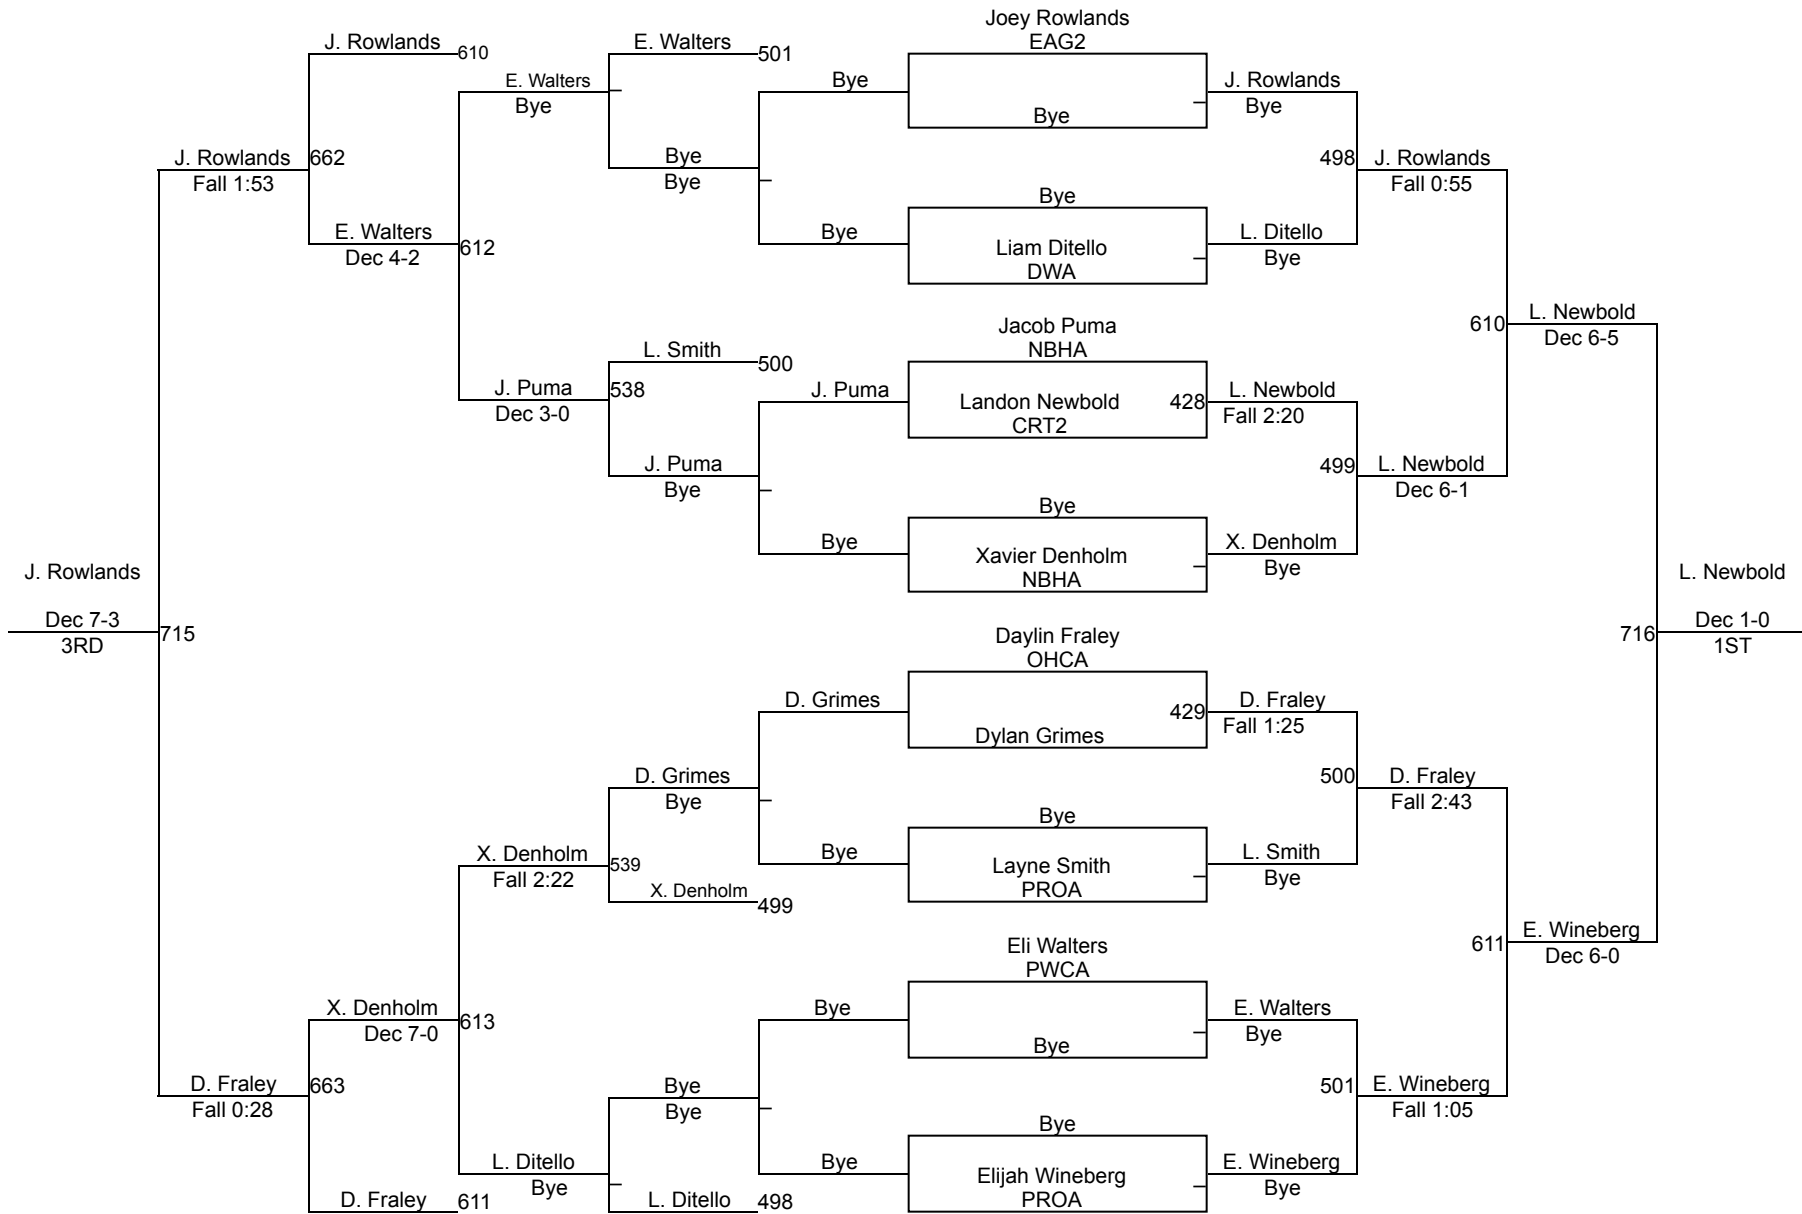 Joey Rowlands
J. Rowlands 610 E. Walters 501 EAG2
E. Walters Bye J. Rowlands
Bye Bye Bye
J. Rowlands 662 Bye 498 J. Rowlands
Fall 1:53 Bye Fall 0:55
Bye
E. Walters Bye L. Ditello
Dec 4-2 612 Liam Ditello Bye
DWA
Jacob Puma 610 L. Newbold
L. Smith 500 NBHA Dec 6-5
J. Puma 538 J. Puma Landon Newbold 428 L. Newbold
Dec 3-0 CRT2 Fall 2:20
J. Puma 499 L. Newbold
Bye Dec 6-1
Bye
Bye Xavier Denholm X. Denholm
NBHA Bye
J. Rowlands L. Newbold
Dec 7-3 715 716 Dec 1-0
3RD Daylin Fraley 1ST
OHCA
D. Grimes 429 D. Fraley
Dylan Grimes Fall 1:25
D. Grimes 500 D. Fraley
Bye Fall 2:43
Bye
X. Denholm 539 Bye Layne Smith L. Smith
Fall 2:22 X. Denholm 499 PROA Bye
Eli Walters 611 E. Wineberg
PWCA Dec 6-0
X. Denholm 613 Bye E. Walters
Dec 7-0 Bye Bye
D. Fraley 663 Bye 501 E. Wineberg
Fall 0:28 Bye Fall 1:05
Bye
L. Ditello Bye Elijah Wineberg E. Wineberg
Bye PROA Bye
D. Fraley 611 L. Ditello 498